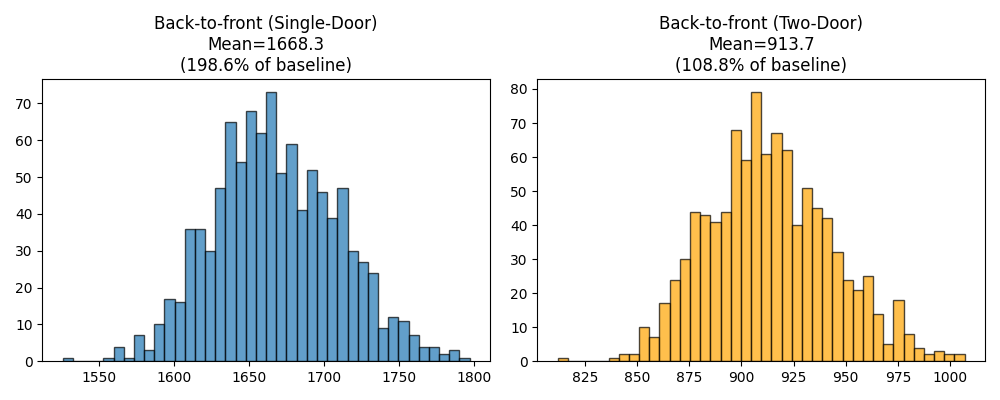 Back-to-front (Single-Door)
Mean=1668.3
(198.6% of baseline)
70
60
50
40
30
20
10
0
1550 1600 1650 1700 1750 1800
Back-to-front (Two-Door)
Mean=913.7
(108.8% of baseline)
80
70
60
50
40
30
20
10
0
825 850 875 900 925 950 975 1000